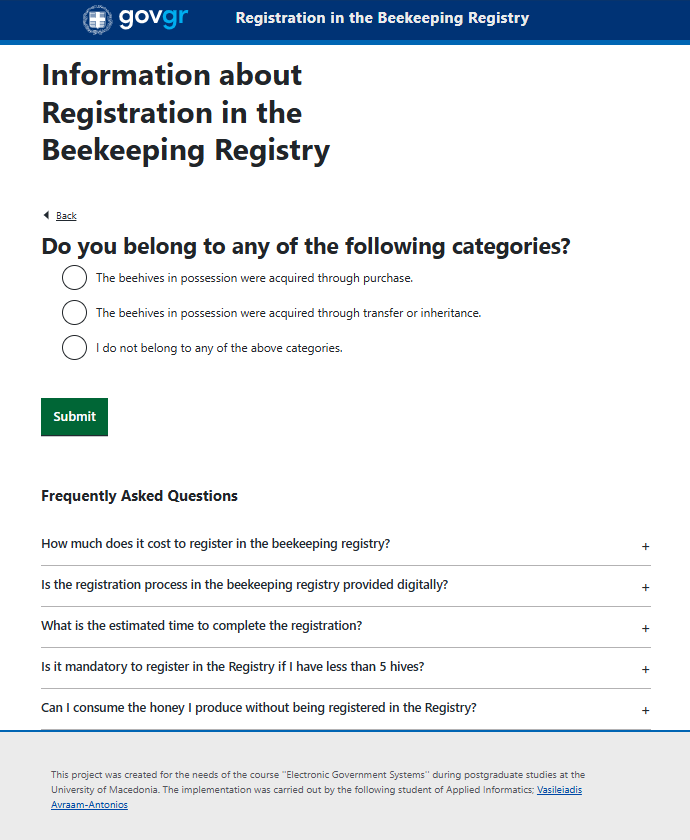 govgr
Registration in the Beekeeping Registry
Information about
Registration in the
Beekeeping Registry
Back
Do you belong to any of the following categories?
The beehives in possession were acquired through purchase.
The beehives in possession were acquired through transfer or inheritance.
I do not belong to any of the above categories.
Submit
Frequently Asked Questions
How much does it cost to register in the beekeeping registry?
+
Is the registration process in the beekeeping registry provided digitally?
+
What is the estimated time to complete the registration?
+
Is it mandatory to register in the Registry if I have less than 5 hives?
+
Can I consume the honey I produce without being registered in the Registry?
+
This project was created for the needs of the course ''Electronic Government Systems'' during postgraduate studies at the
University of Macedonia. The implementation was carried out by the following student of Applied Informatics; Vasileiadis
Avraam-Antonios